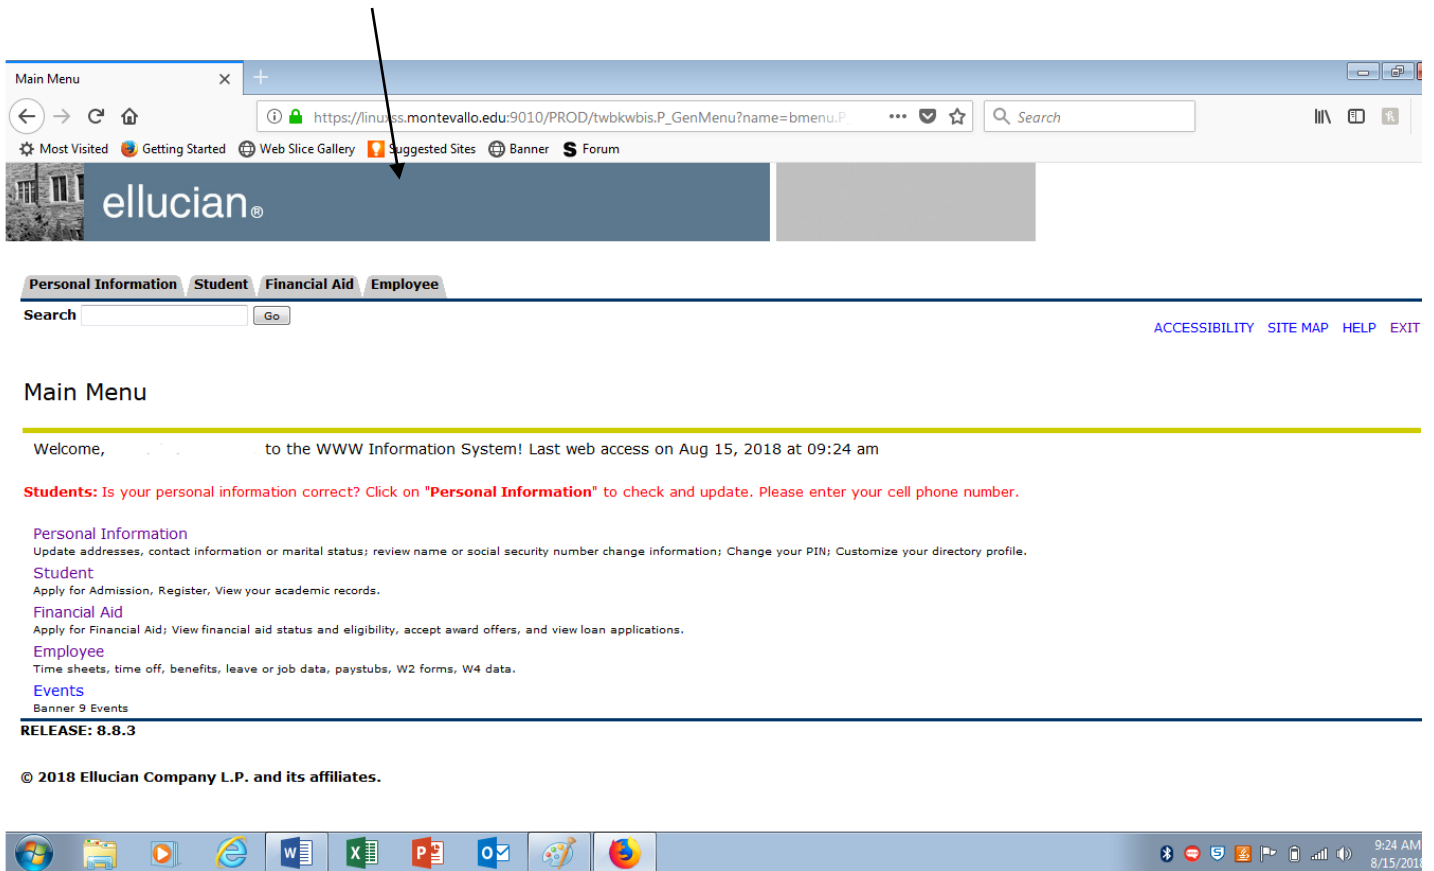 Main Menu
https://linuxss.montevallo.edu:9010/PROD/twbkwbis.P_GenMenu?name=bmenu.P
Search
Most Visited Getting Started Web Slice Gallery Suggested Sites Banner Forum
ellucian®
Personal Information Student Financial Aid Employee
Search Go
ACCESSIBILITY SITE MAP HELP EXIT
Main Menu
Welcome, to the WWW Information System! Last web access on Aug 15, 2018 at 09:24 am
Students: Is your personal information correct? Click on "Personal Information" to check and update. Please enter your cell phone number.
Personal Information
Update addresses, contact information or marital status; review name or social security number change information; Change your PIN; Customize your directory profile.
Student
Apply for Admission, Register, View your academic records.
Financial Aid
Apply for Financial Aid; View financial aid status and eligibility, accept award offers, and view loan applications.
Employee
Time sheets, time off, benefits, leave or job data, paystubs, W2 forms, W4 data.
Events
Banner 9 Events
RELEASE: 8.8.3
© 2018 Ellucian Company L.P. and its affiliates.
9:24 AM
8/15/2018